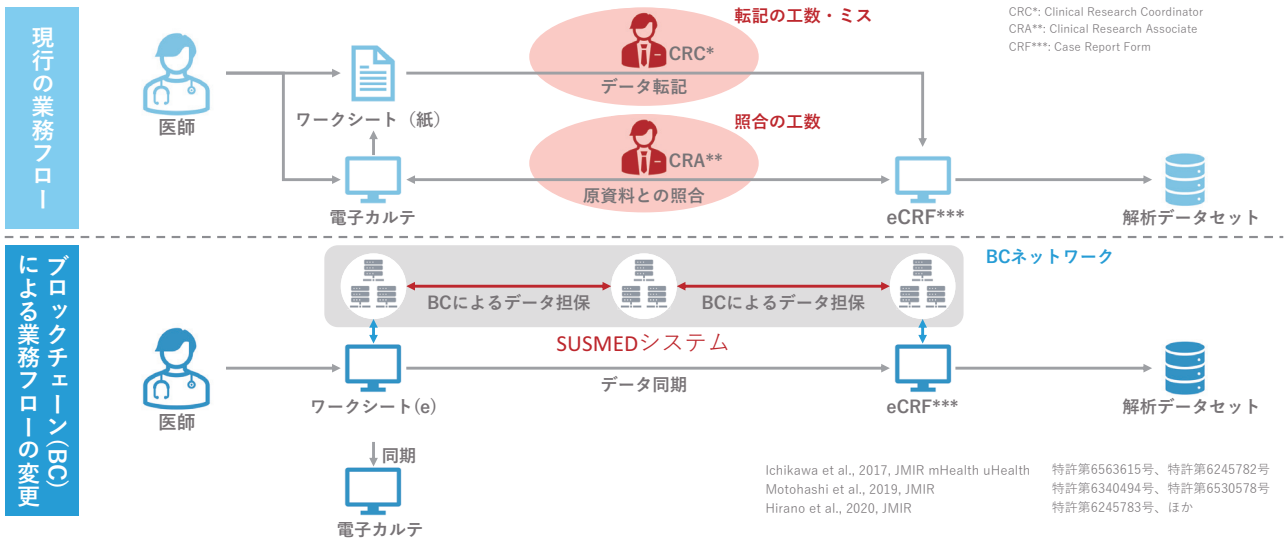 現行の業務フロー
医師
ワークシート（紙）
電子カルテ
転記の工数・ミス
CRC*
データ転記
照合の工数
CRA**
原資料との照合
eCRF***
解析データセット
CRC*: Clinical Research Coordinator
CRA**: Clinical Research Associate
CRF***: Case Report Form
ブロックチェーン(BC)
による業務フローの変更
BCネットワーク
BCによるデータ担保
BCによるデータ担保
SUSMEDシステム
医師
ワークシート(e)
データ同期
eCRF***
解析データセット
同期
電子カルテ
Ichikawa et al., 2017, JMIR mHealth uHealth
Motohashi et al., 2019, JMIR
Hirano et al., 2020, JMIR
特許第6563615号、特許第6245782号
特許第6340494号、特許第6530578号
特許第6245783号、ほか